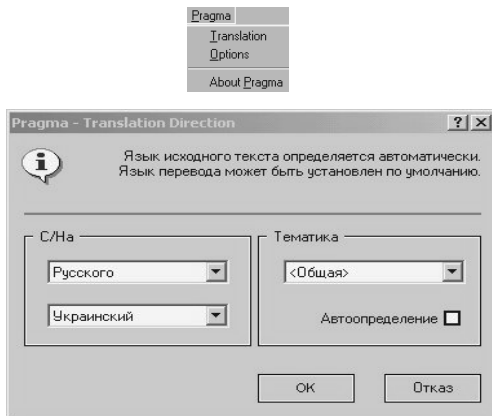 Pragma
Translation
Options
About Pragma
Pragma - Translation Direction
Язык исходного текста определяется автоматически.
Язык перевода может быть установлен по умолчанию.
С/На
Тематика
Русского
<Общая>
Украинский
Автоопределение
ОК
Отказ